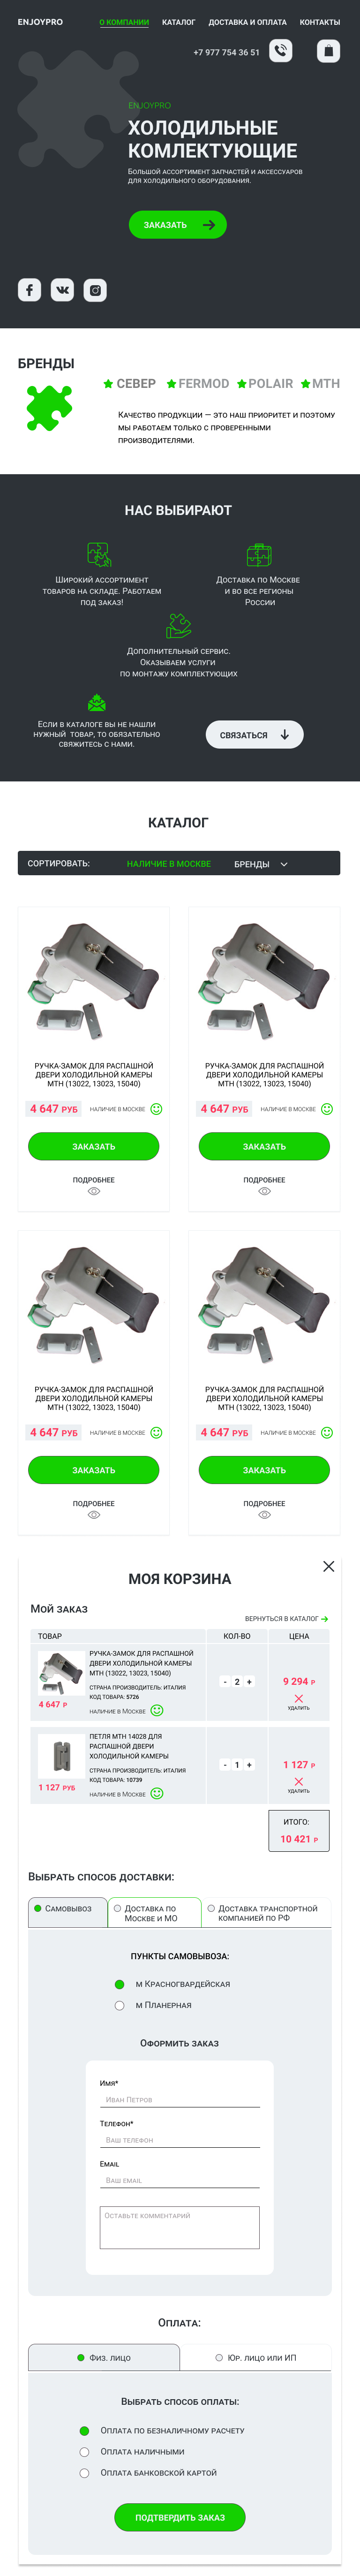 ENJOYPRO
О КОМПАНИИ КАТАЛОГ ДОСТАВКА И ОПЛАТА КОНТАКТЫ
+7 977 754 36 51
ENJOYPRO
ХОЛОДИЛЬНЫЕ
КОМЛЕКТУЮЩИЕ
Большой ассортимент запчастей и аксессуаров
для холодильного оборудования.
ЗАКАЗАТЬ
БРЕНДЫ
СЕВЕР FERMOD POLAIR МТН
Качество продукции — это наш приоритет и поэтому
мы работаем только с проверенными
производителями.
НАС ВЫБИРАЮТ
Широкий ассортимент
товаров на складе. Работаем
под заказ!
Доставка по Москве
и во все регионы
России
Дополнительный сервис.
Оказываем услуги
по монтажу комплектующих
Если в каталоге вы не нашли
нужный товар, то обязательно
свяжитесь с нами.
СВЯЗАТЬСЯ
КАТАЛОГ
СОРТИРОВАТЬ: НАЛИЧИЕ В МОСКВЕ БРЕНДЫ
РУЧКА-ЗАМОК ДЛЯ РАСПАШНОЙ
ДВЕРИ ХОЛОДИЛЬНОЙ КАМЕРЫ
МТН (13022, 13023, 15040)
4 647 РУБ НАЛИЧИЕ В МОСКВЕ
ЗАКАЗАТЬ
ПОДРОБНЕЕ
РУЧКА-ЗАМОК ДЛЯ РАСПАШНОЙ
ДВЕРИ ХОЛОДИЛЬНОЙ КАМЕРЫ
МТН (13022, 13023, 15040)
4 647 РУБ НАЛИЧИЕ В МОСКВЕ
ЗАКАЗАТЬ
ПОДРОБНЕЕ
РУЧКА-ЗАМОК ДЛЯ РАСПАШНОЙ
ДВЕРИ ХОЛОДИЛЬНОЙ КАМЕРЫ
МТН (13022, 13023, 15040)
4 647 РУБ НАЛИЧИЕ В МОСКВЕ
ЗАКАЗАТЬ
ПОДРОБНЕЕ
РУЧКА-ЗАМОК ДЛЯ РАСПАШНОЙ
ДВЕРИ ХОЛОДИЛЬНОЙ КАМЕРЫ
МТН (13022, 13023, 15040)
4 647 РУБ НАЛИЧИЕ В МОСКВЕ
ЗАКАЗАТЬ
ПОДРОБНЕЕ
МОЯ КОРЗИНА
Мой заказ
ВЕРНУТЬСЯ В КАТАЛОГ
ТОВАР КОЛ-ВО ЦЕНА
РУЧКА-ЗАМОК ДЛЯ РАСПАШНОЙ
ДВЕРИ ХОЛОДИЛЬНОЙ КАМЕРЫ
МТН (13022, 13023, 15040)
СТРАНА ПРОИЗВОДИТЕЛЬ: ИТАЛИЯ
КОД ТОВАРА: 5726
НАЛИЧИЕ В Москве
4 647 Р
- 2 +
9 294 Р
УДАЛИТЬ
ПЕТЛЯ МТН 14028 ДЛЯ
РАСПАШНОЙ ДВЕРИ
ХОЛОДИЛЬНОЙ КАМЕРЫ
СТРАНА ПРОИЗВОДИТЕЛЬ: ИТАЛИЯ
КОД ТОВАРА: 10739
НАЛИЧИЕ В Москве
1 127 РУБ
- 1 +
1 127 Р
УДАЛИТЬ
ИТОГО:
10 421 Р
Выбрать способ доставки:
Самовывоз
Доставка по
Москве и МО
Доставка транспортной
компанией по РФ
ПУНКТЫ САМОВЫВОЗА:
м Красногвардейская
м Планерная
Оформить заказ
Имя*
Иван Петров
Телефон*
Ваш телефон
Email
Ваш email
Оставьте комментарий
Оплата:
Физ. лицо Юр. лицо или ИП
Выбрать способ оплаты:
Оплата по безналичному расчету
Оплата наличными
Оплата банковской картой
ПОДТВЕРДИТЬ ЗАКАЗ